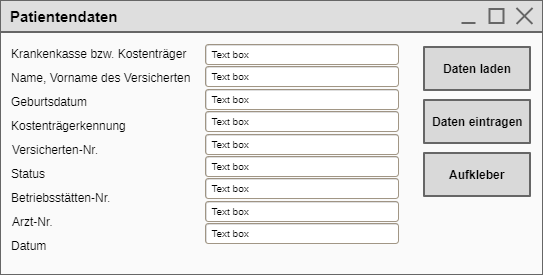 Patientendaten
Krankenkasse bzw. Kostenträger Text box
Name, Vorname des Versicherten Text box
Geburtsdatum Text box
Kostenträgerkennung Text box
Versicherten-Nr. Text box
Status Text box
Betriebsstätten-Nr. Text box
Arzt-Nr. Text box
Datum Text box
Daten laden
Daten eintragen
Aufkleber